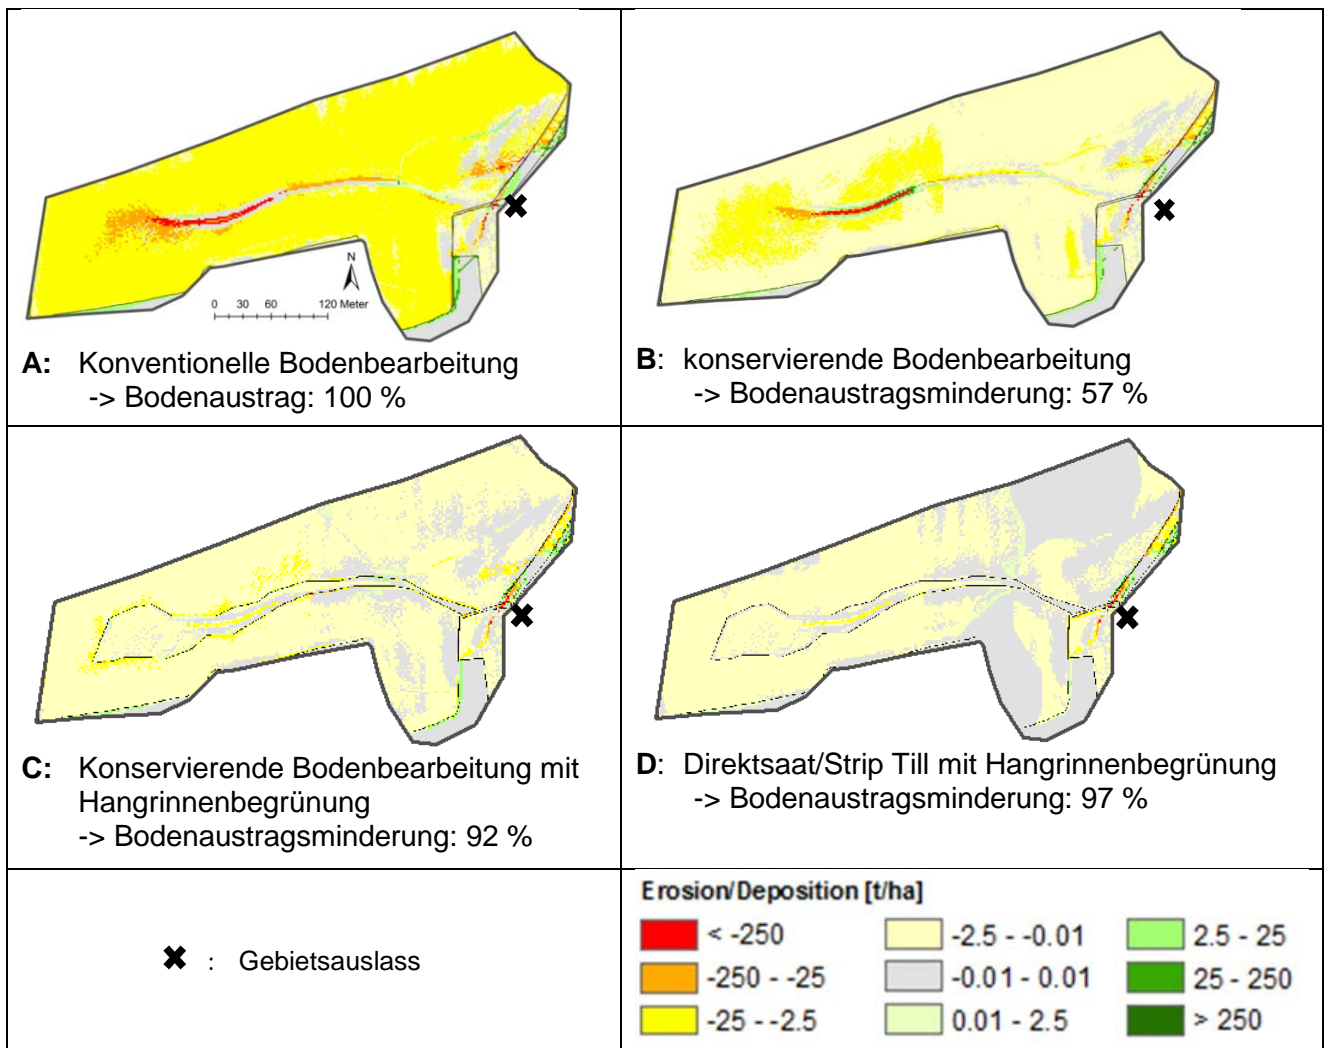 N
0 30 60 120 Meter
A: Konventionelle Bodenbearbeitung
-> Bodenaustrag: 100 %
B: konservierende Bodenbearbeitung
-> Bodenaustragsminderung: 57 %
C: Konservierende Bodenbearbeitung mit
Hangrinnenbegrünung
-> Bodenaustragsminderung: 92 %
D: Direktsaat/Strip Till mit Hangrinnenbegrünung
-> Bodenaustragsminderung: 97 %
✖ : Gebietsauslass
Erosion/Deposition [t/ha]
< -250
-250 - -25
-25 - -2.5
-2.5 - -0.01
-0.01 - 0.01
0.01 - 2.5
2.5 - 25
25 - 250
> 250